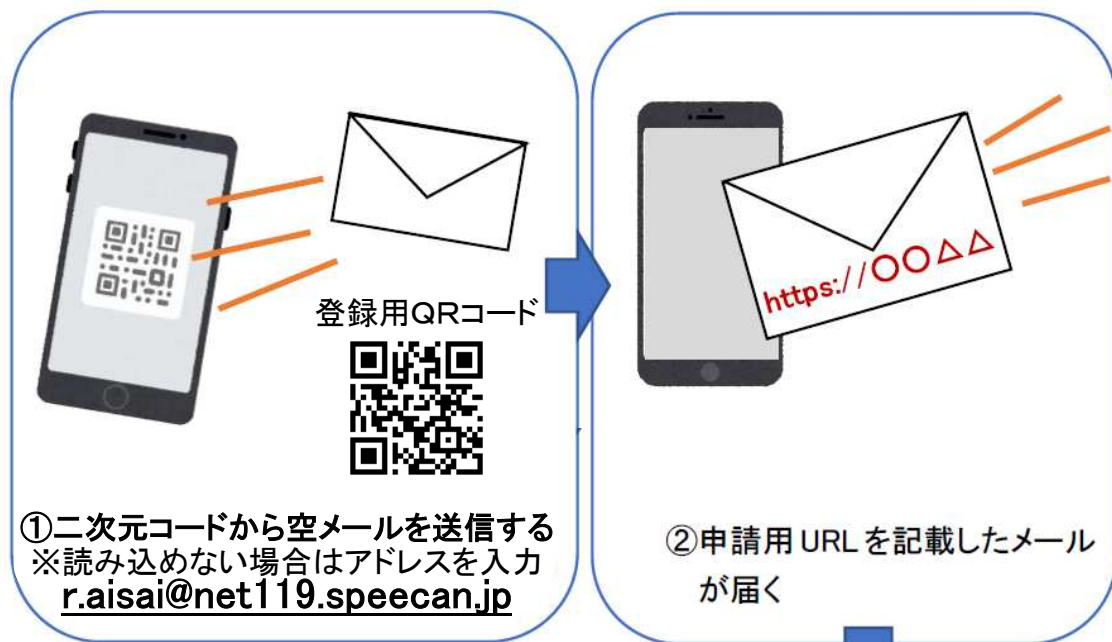 登録用QRコード
①二次元コードから空メールを送信する
※読み込めない場合はアドレスを入力
r.aisai@net119.speecan.jp
https://〇〇△△
②申請用URLを記載したメール
が届く